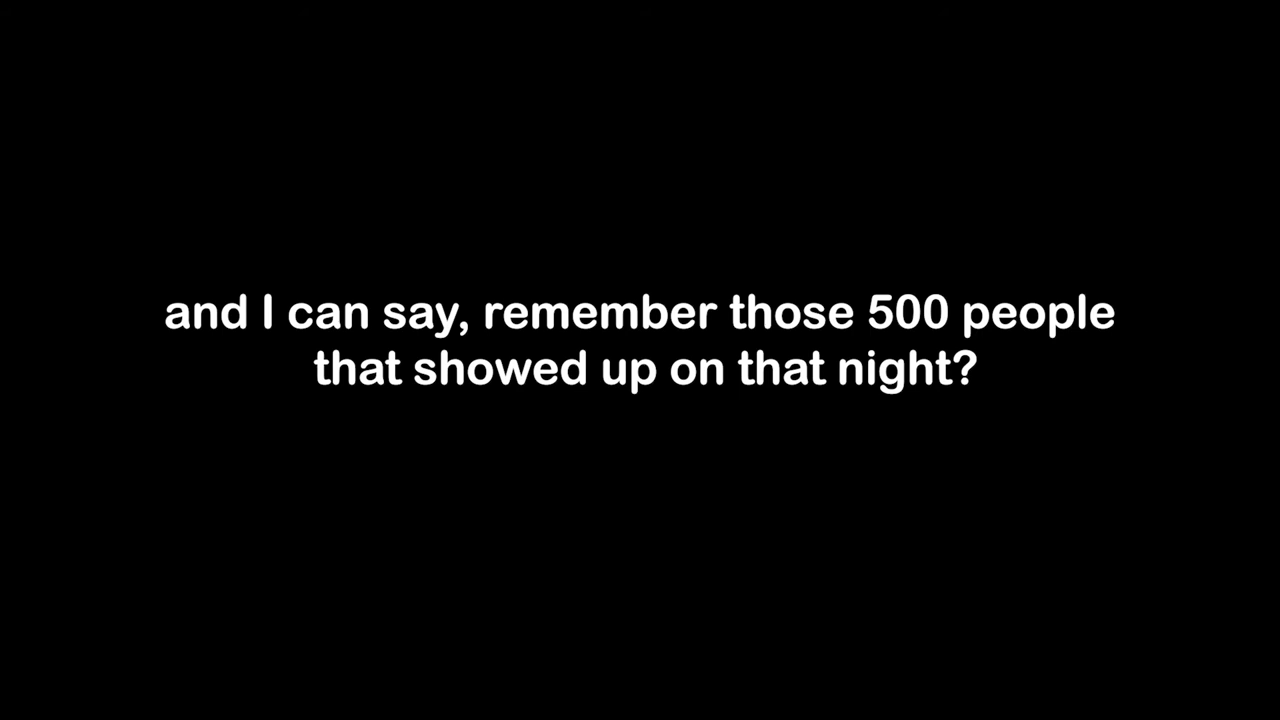 and I can say, remember those 500 people
that showed up on that night?